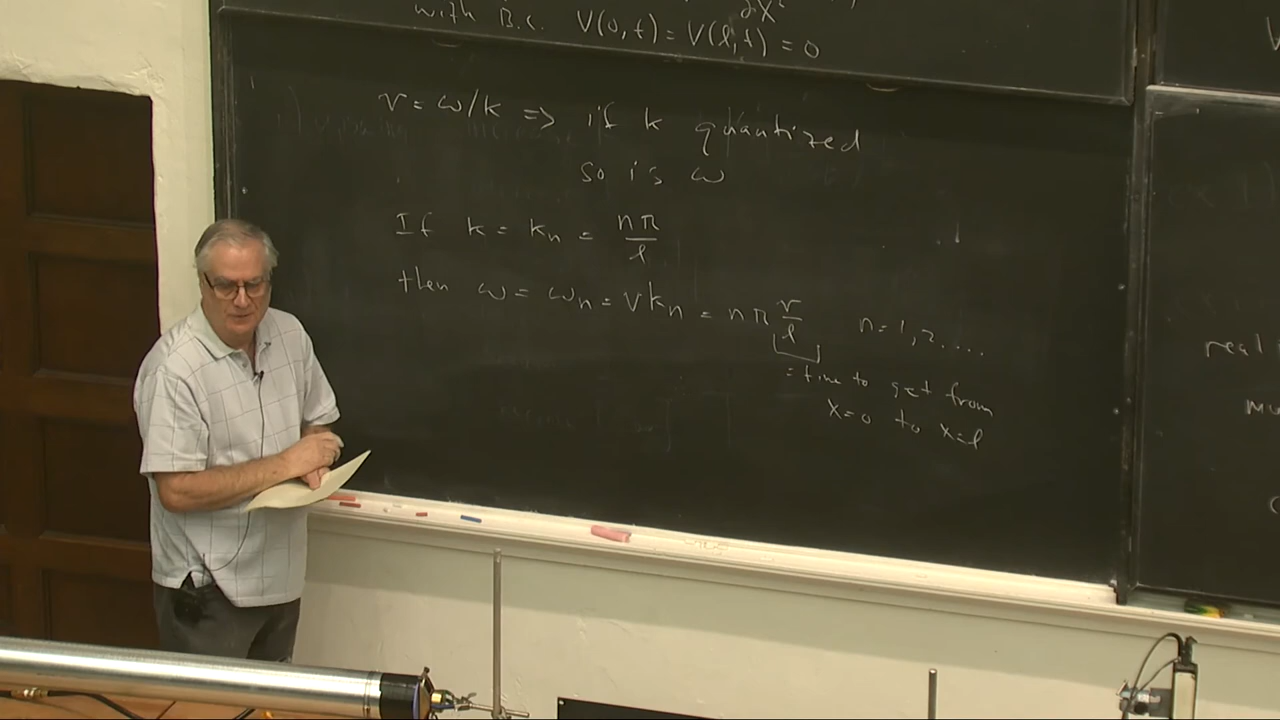 ∂x²
with B.C. V(0,t) = V(l,t) = 0
v = ω/k => if k quantized
so is ω
If k = kₙ = nπ/l
then ω = ωₙ = vkₙ = nπ v/l n = 1, 2, ....
= time to get from
x=0 to x=l
real